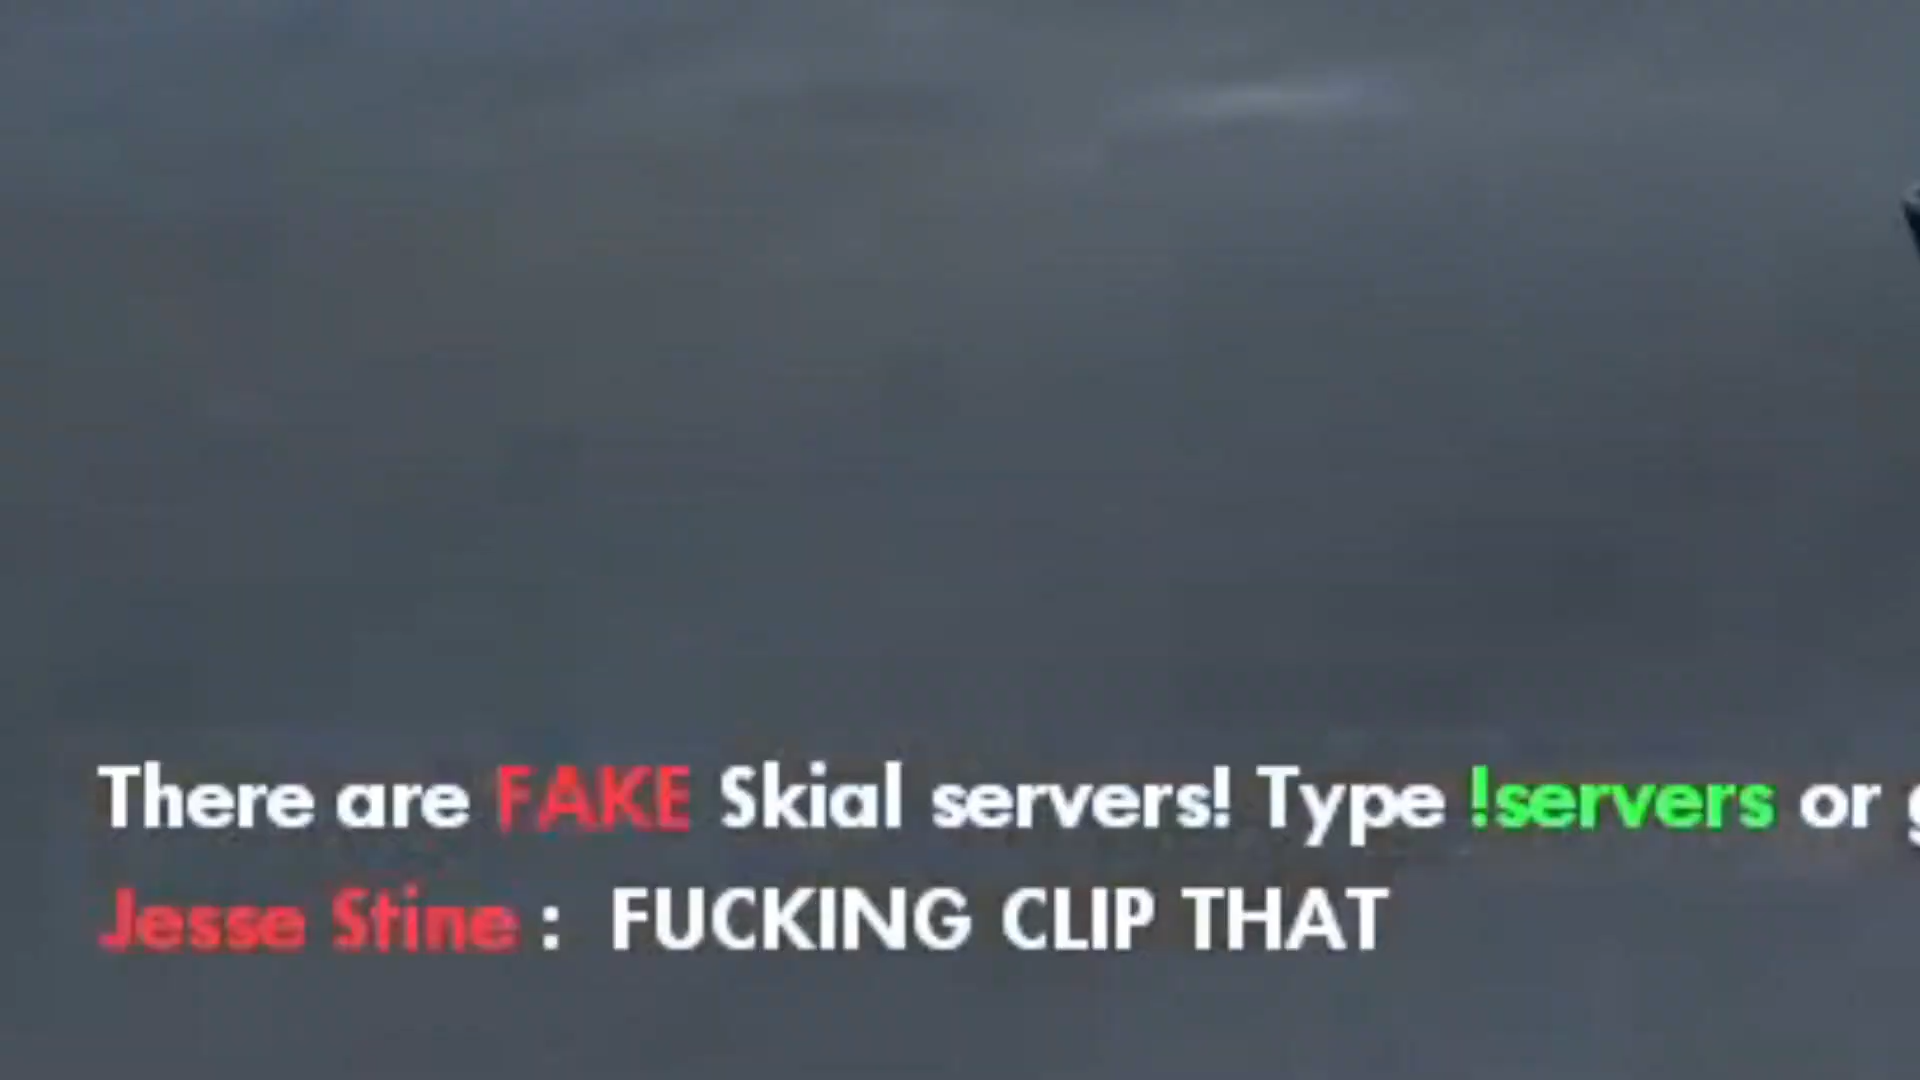 There are FAKE Skial servers! Type !servers or
Jesse Stine :  FUCKING CLIP THAT